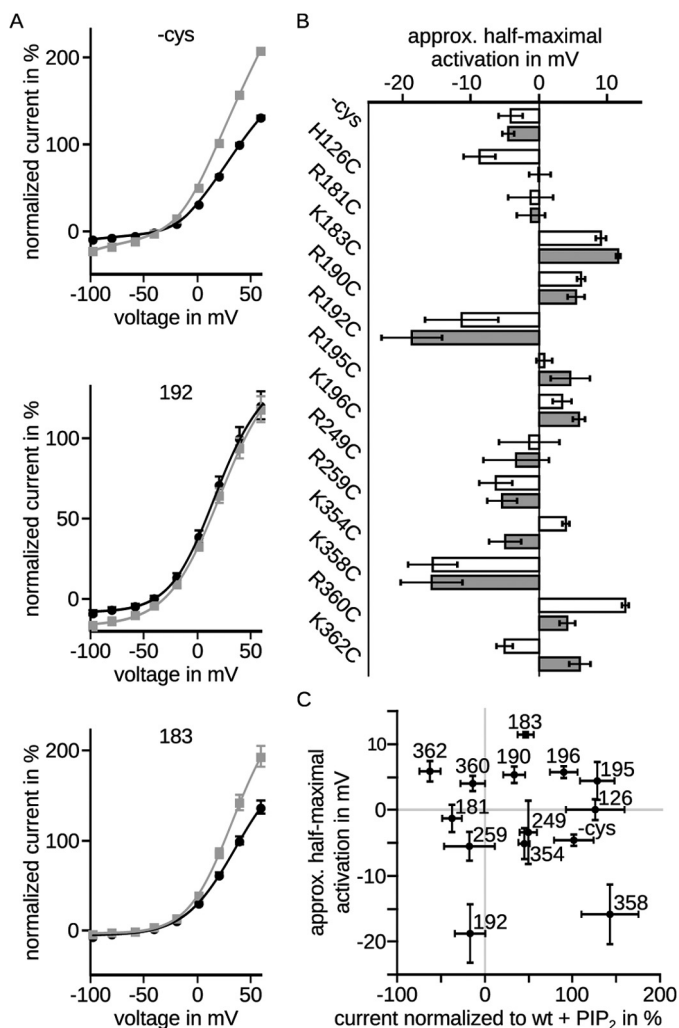 A
-cys
200
100
0
normalized current in %
-100
-50
0
50
voltage in mV
192
100
50
0
normalized current in %
-100
-50
0
50
voltage in mV
183
200
100
0
normalized current in %
-100
-50
0
50
voltage in mV
B
approx. half-maximal
activation in mV
-20
-10
0
10
-cys
H126C
R181C
K183C
R190C
R192C
R195C
K196C
R249C
R259C
K354C
K358C
R360C
K362C
C
10
0
-10
-20
approx. half-maximal
activation in mV
183
362
360
190
196
195
181
126
259
249
-cys
354
192
358
-100
0
100
200
current normalized to wt + PIP₂ in %